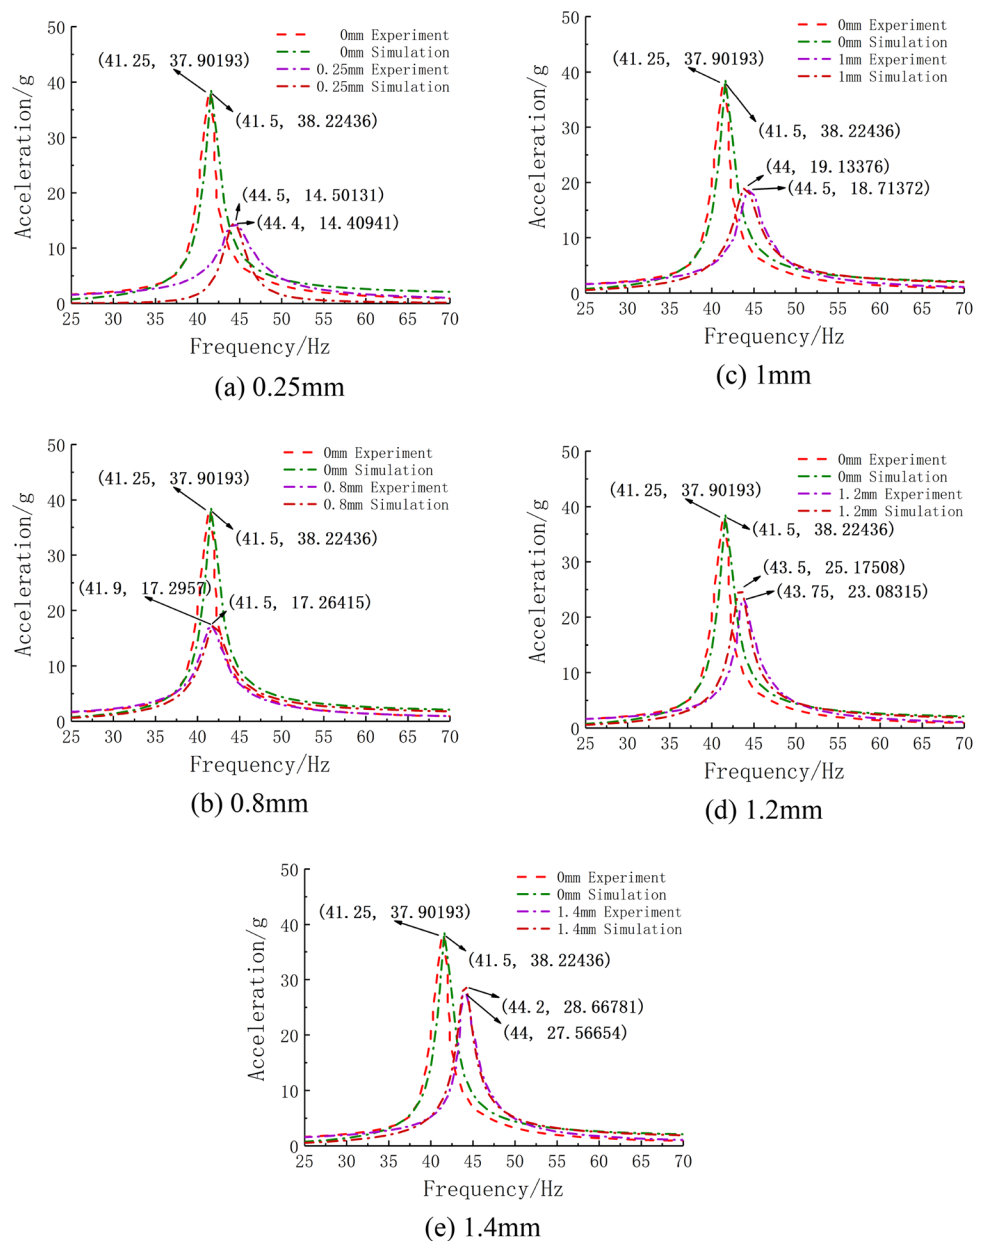 50
40
30
20
10
0
Acceleration/g
0mm Experiment
0mm Simulation
0.25mm Experiment
0.25mm Simulation
(41.25, 37.90193)
(41.5, 38.22436)
(44.5, 14.50131)
(44.4, 14.40941)
25 30 35 40 45 50 55 60 65 70
Frequency/Hz
(a) 0.25mm
50
40
30
20
10
0
Acceleration/g
0mm Experiment
0mm Simulation
1mm Experiment
1mm Simulation
(41.25, 37.90193)
(41.5, 38.22436)
(44, 19.13376)
(44.5, 18.71372)
25 30 35 40 45 50 55 60 65 70
Frequency/Hz
(c) 1mm
50
40
30
20
10
0
Acceleration/g
0mm Experiment
0mm Simulation
0.8mm Experiment
0.8mm Simulation
(41.25, 37.90193)
(41.5, 38.22436)
(41.9, 17.2957)
(41.5, 17.26415)
25 30 35 40 45 50 55 60 65 70
Frequency/Hz
(b) 0.8mm
50
40
30
20
10
0
Acceleration/g
0mm Experiment
0mm Simulation
1.2mm Experiment
1.2mm Simulation
(41.25, 37.90193)
(41.5, 38.22436)
(43.5, 25.17508)
(43.75, 23.08315)
25 30 35 40 45 50 55 60 65 70
Frequency/Hz
(d) 1.2mm
50
40
30
20
10
0
Acceleration/g
0mm Experiment
0mm Simulation
1.4mm Experiment
1.4mm Simulation
(41.25, 37.90193)
(41.5, 38.22436)
(44.2, 28.66781)
(44, 27.56654)
25 30 35 40 45 50 55 60 65 70
Frequency/Hz
(e) 1.4mm